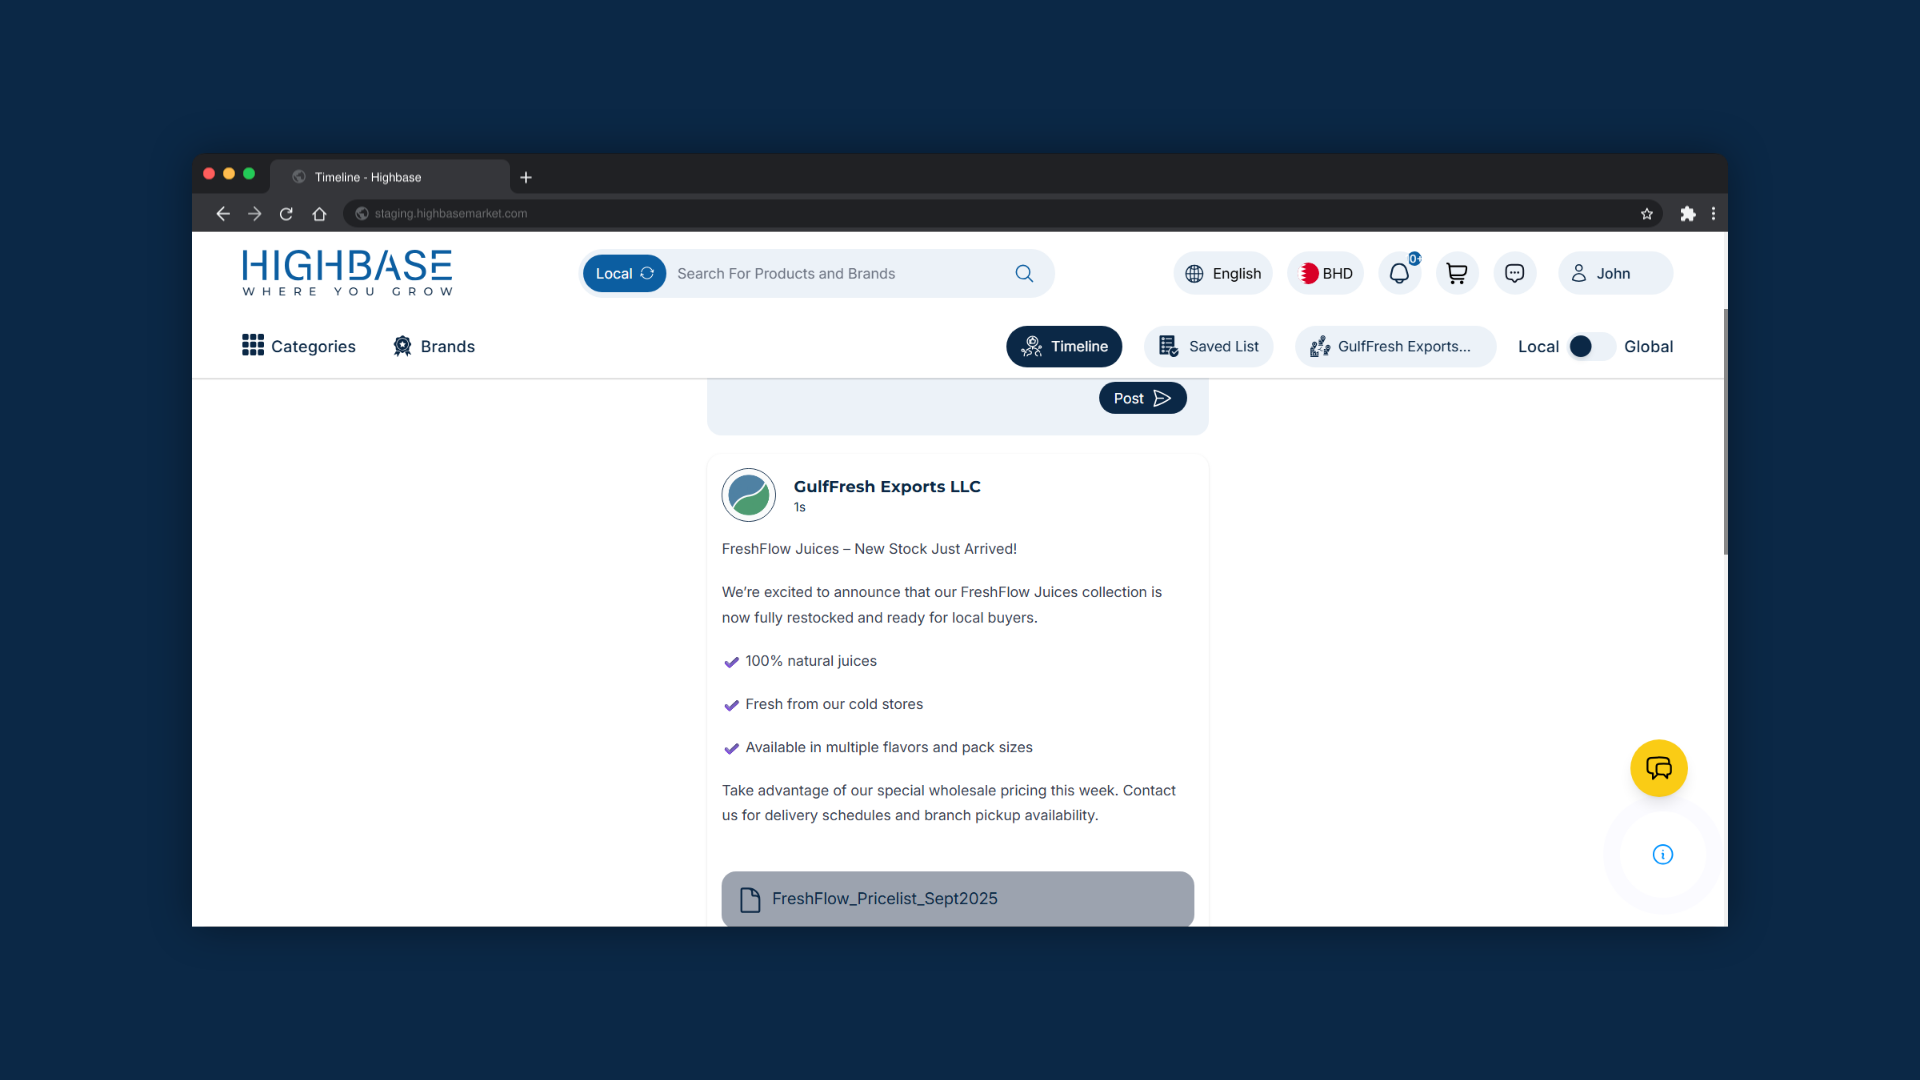 Timeline - Highbase
staging.highbasemarket.com
HIGHBASE
WHERE YOU GROW
Local
Search For Products and Brands
English
BHD
0+
John
Categories
Brands
Timeline
Saved List
GulfFresh Exports...
Local
Global
Post
GulfFresh Exports LLC
1s
FreshFlow Juices – New Stock Just Arrived!
We’re excited to announce that our FreshFlow Juices collection is
now fully restocked and ready for local buyers.
100% natural juices
Fresh from our cold stores
Available in multiple flavors and pack sizes
Take advantage of our special wholesale pricing this week. Contact
us for delivery schedules and branch pickup availability.
FreshFlow_Pricelist_Sept2025